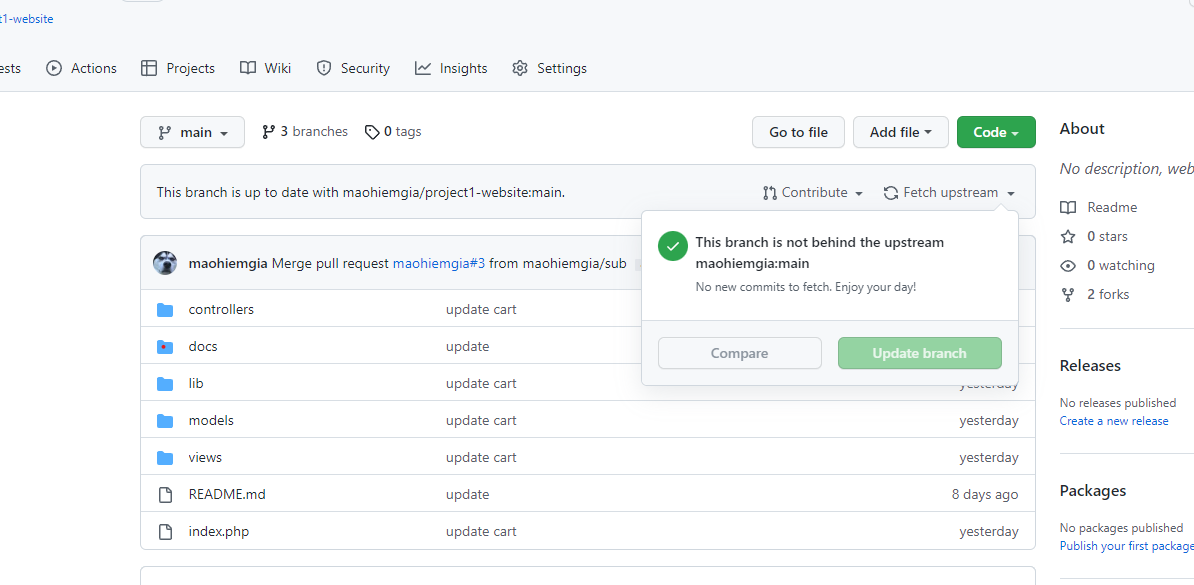 t1-website
ests Actions Projects Wiki Security Insights Settings
main 3 branches 0 tags Go to file Add file Code
This branch is up to date with maohiemgia/project1-website:main. Contribute Fetch upstream
This branch is not behind the upstream
maohiemgia:main
No new commits to fetch. Enjoy your day!
Compare Update branch
maohiemgia Merge pull request maohiemgia#3 from maohiemgia/sub
controllers update cart
docs update
lib update cart yesterday
models update cart yesterday
views update cart yesterday
README.md update 8 days ago
index.php update cart yesterday
About
No description, web
Readme
0 stars
0 watching
2 forks
Releases
No releases published
Create a new release
Packages
No packages published
Publish your first package